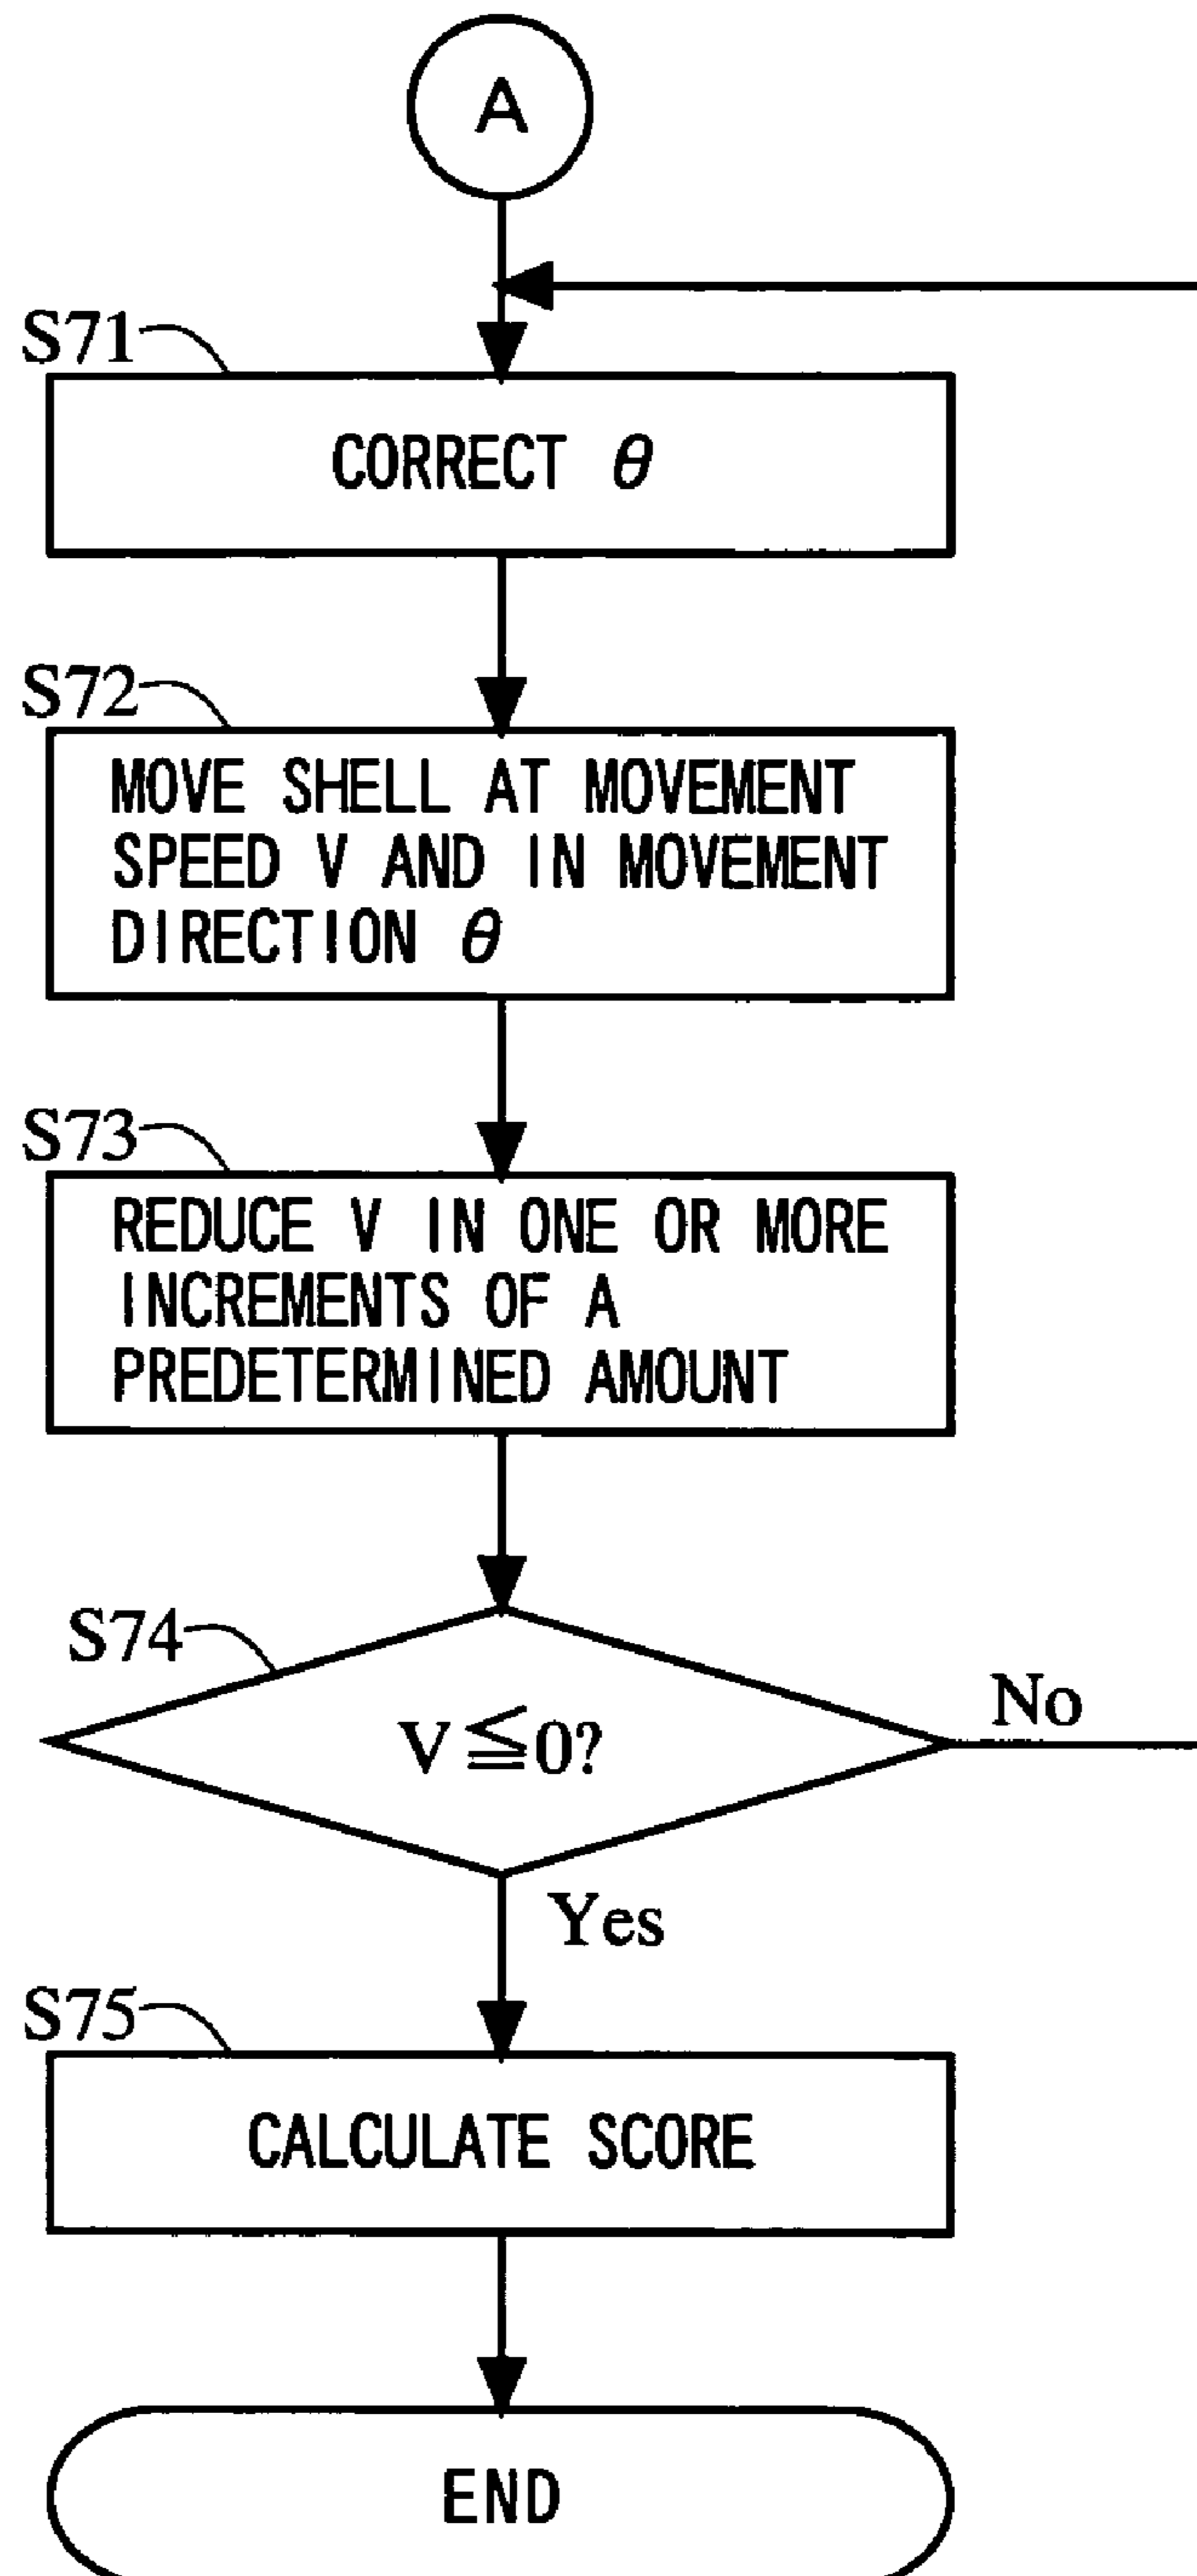 A
S71
CORRECT θ
S72
MOVE SHELL AT MOVEMENT
SPEED V AND IN MOVEMENT
DIRECTION θ
S73
REDUCE V IN ONE OR MORE
INCREMENTS OF A
PREDETERMINED AMOUNT
S74
V≦0?
No
Yes
S75
CALCULATE SCORE
END